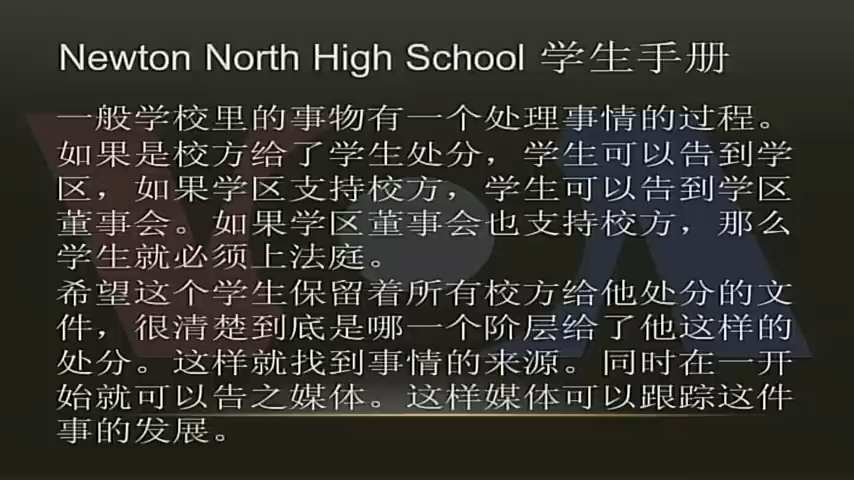 Newton North High School 学生手册
一般学校里的事物有一个处理事情的过程。
如果是校方给了学生处分，学生可以告到学
区，如果学区支持校方，学生可以告到学区
董事会。如果学区董事会也支持校方，那么
学生就必须上法庭。
希望这个学生保留着所有校方给他处分的文
件，很清楚到底是哪一个阶层给了他这样的
处分。这样就找到事情的来源。同时在一开
始就可以告之媒体。这样媒体可以跟踪这件
事的发展。
VOA